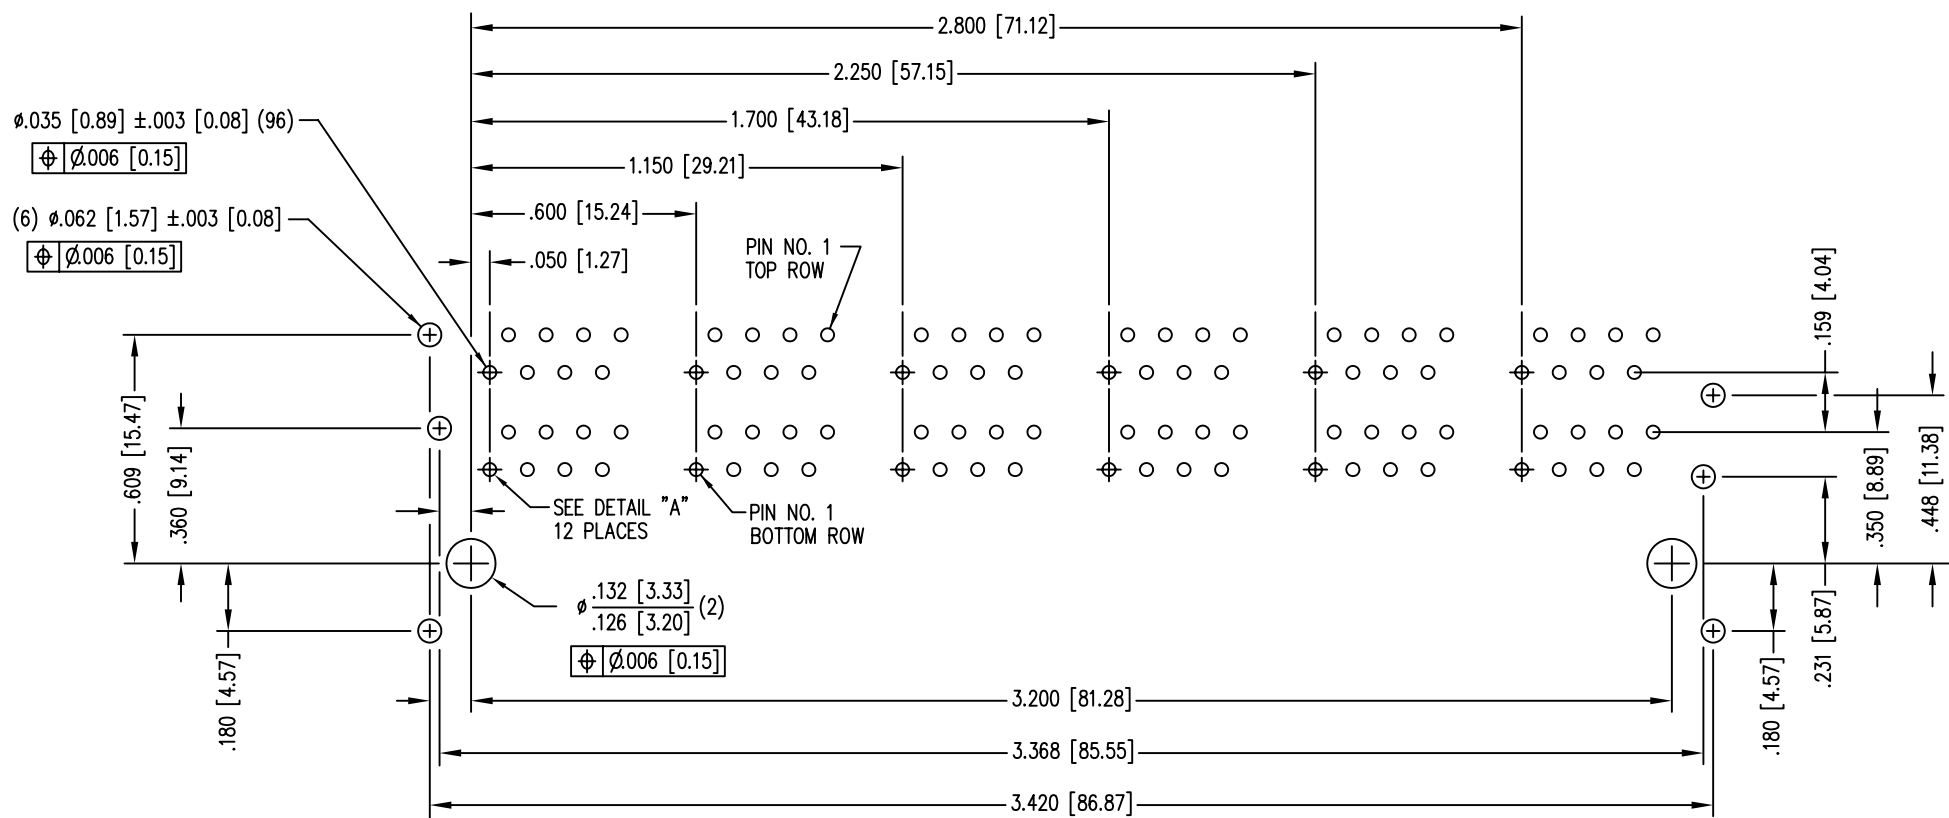 2.800 [71.12]
2.250 [57.15]
1.700 [43.18]
ø.035 [0.89] ±.003 [0.08] (96)
⌖ Ø.006 [0.15]
1.150 [29.21]
(6) ø.062 [1.57] ±.003 [0.08]
⌖ Ø.006 [0.15]
.600 [15.24]
.050 [1.27]
PIN NO. 1
TOP ROW
.159 [4.04]
.609 [15.47]
.360 [9.14]
.350 [8.89]
.448 [11.38]
SEE DETAIL "A"
12 PLACES
PIN NO. 1
BOTTOM ROW
ø .132 [3.33]
.126 [3.20] (2)
⌖ Ø.006 [0.15]
.180 [4.57]
.231 [5.87]
.180 [4.57]
3.200 [81.28]
3.368 [85.55]
3.420 [86.87]